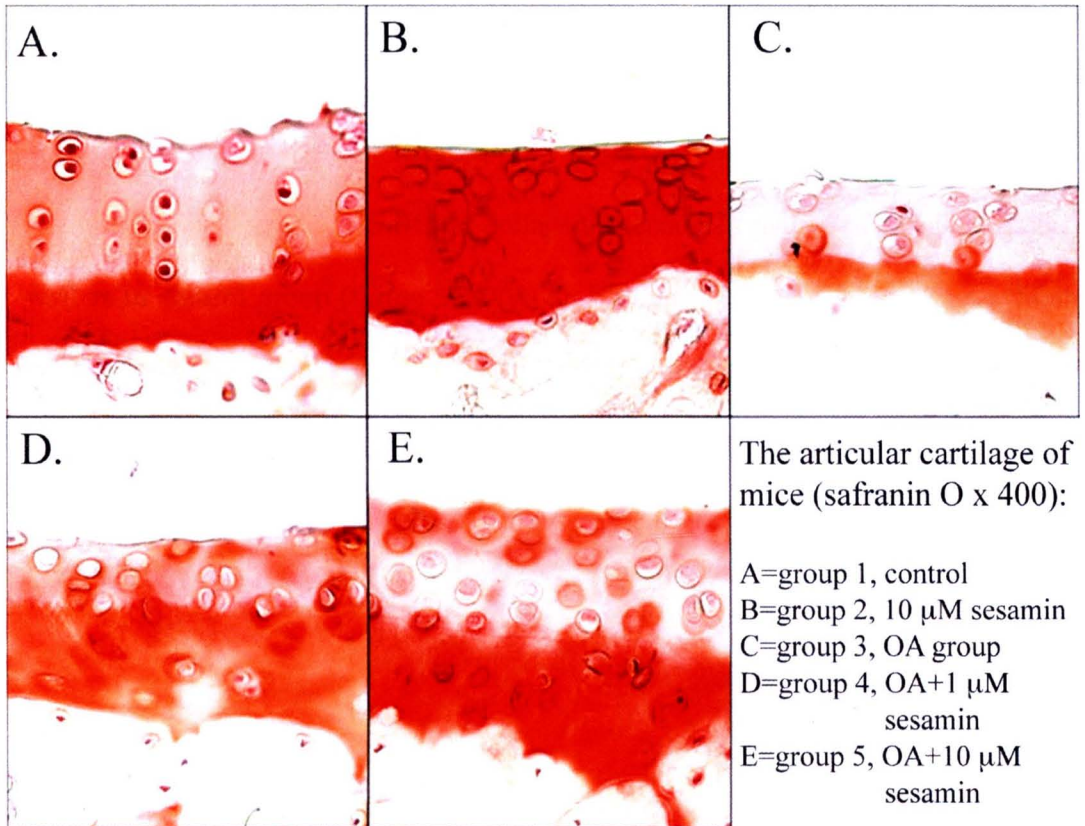 A.
B.
C.
D.
E.
The articular cartilage of
mice (safranin O x 400):
A=group 1, control
B=group 2, 10 µM sesamin
C=group 3, OA group
D=group 4, OA+1 µM
sesamin
E=group 5, OA+10 µM
sesamin